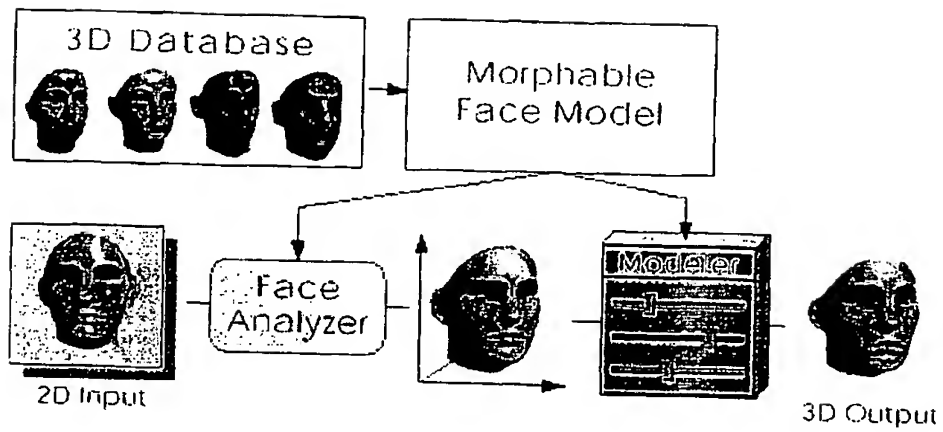 3D Database
Morphable
Face Model
Face
Analyzer
Modeler
2D Input
3D Output